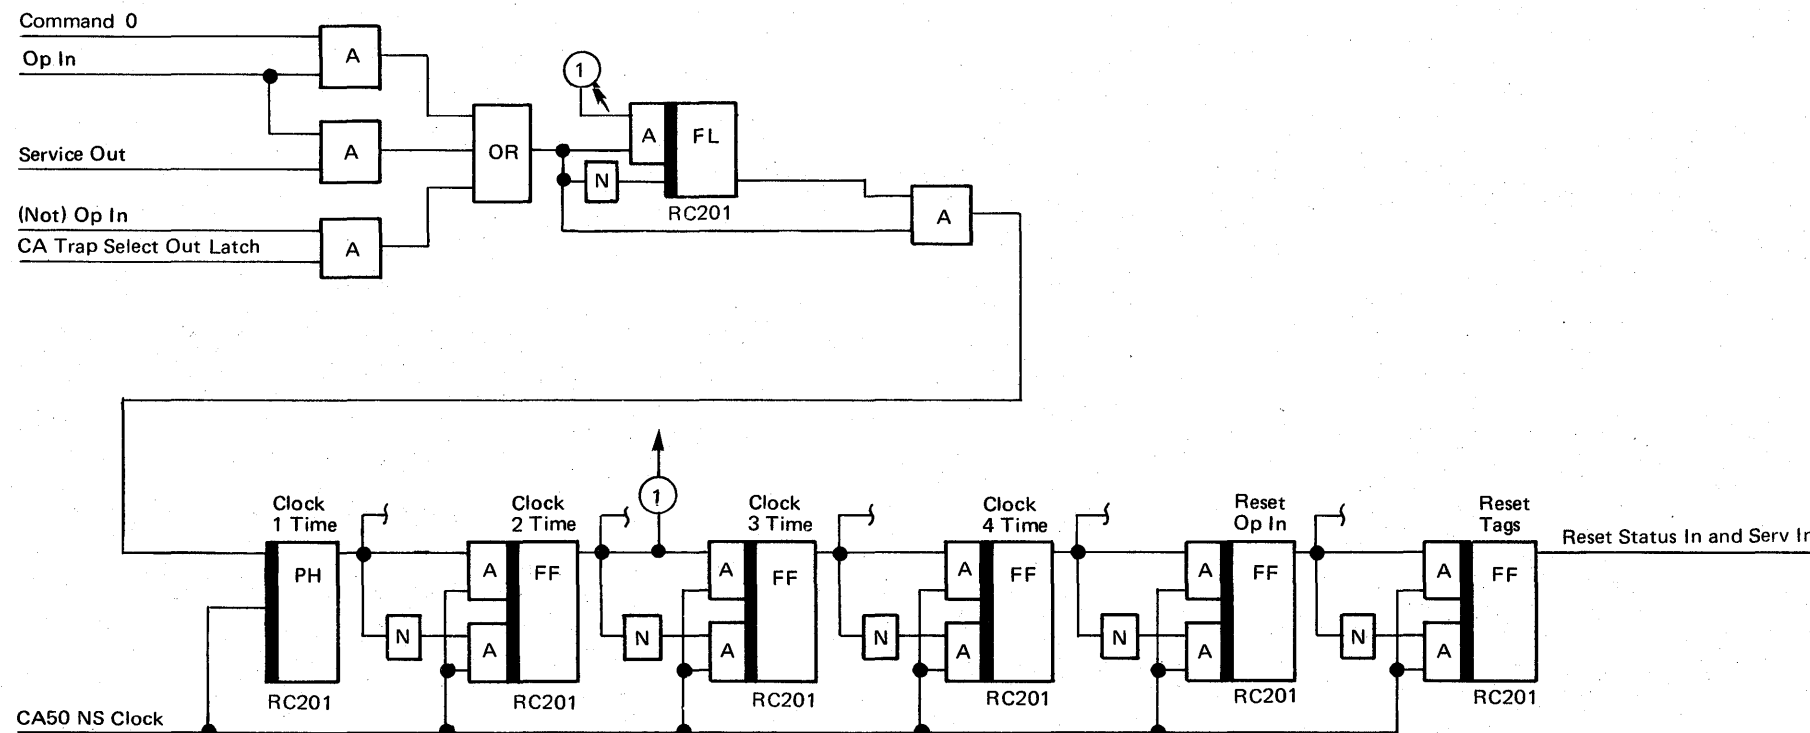 Command 0
A
Op In
1
A
FL
Service Out
A
OR
N
RC201
(Not) Op In
A
CA Trap Select Out Latch
A
A
Clock
1 Time
Clock
2 Time
1
Clock
3 Time
Clock
4 Time
Reset
Op In
Reset
Tags
Reset Status In and Serv In
PH
A
FF
A
FF
A
FF
A
FF
A
FF
N
A
N
A
N
A
N
A
N
A
RC201
RC201
RC201
RC201
RC201
RC201
CA50 NS Clock